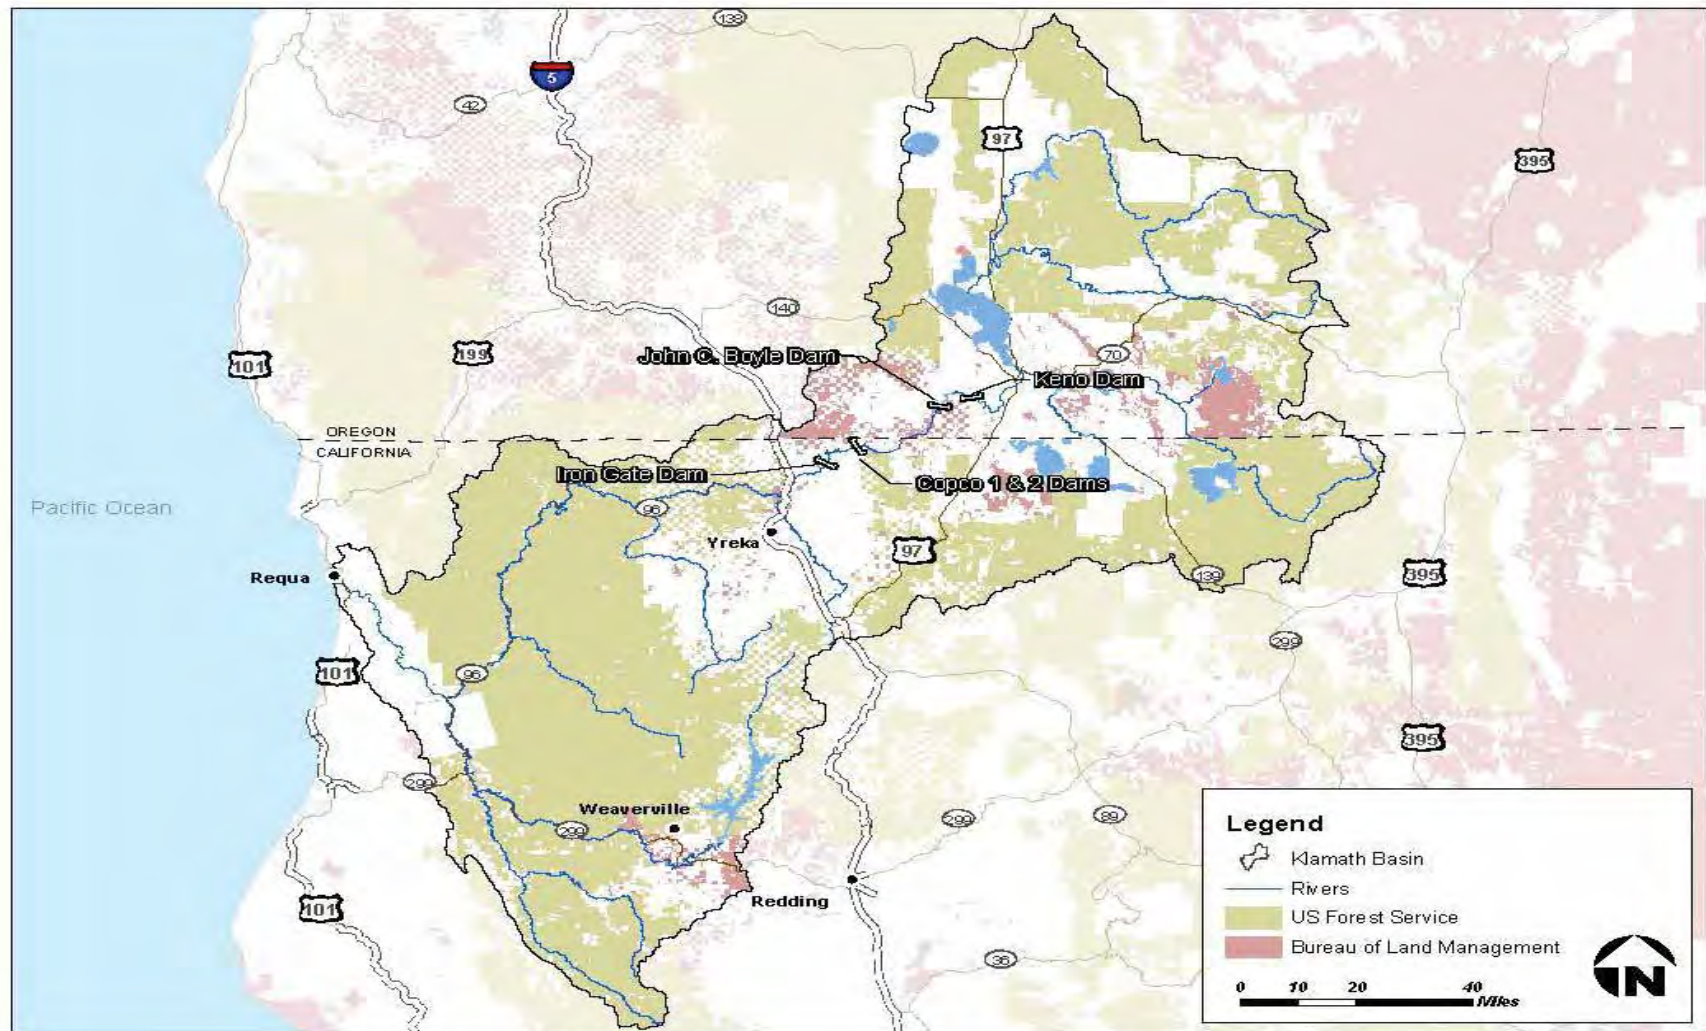 138
5
42
97
395
140
199
101
John C. Boyle Dam
70
Keno Dam
OREGON
CALIFORNIA
Iron Gate Dam
Copco 1 & 2 Dams
Pacific Ocean
96
Yreka
97
Requa
139
395
299
101
96
395
299
Weaverville
299
299
89
Redding
101
36
Legend
Klamath Basin
Rivers
US Forest Service
Bureau of Land Management
0 10 20 40
Miles
N